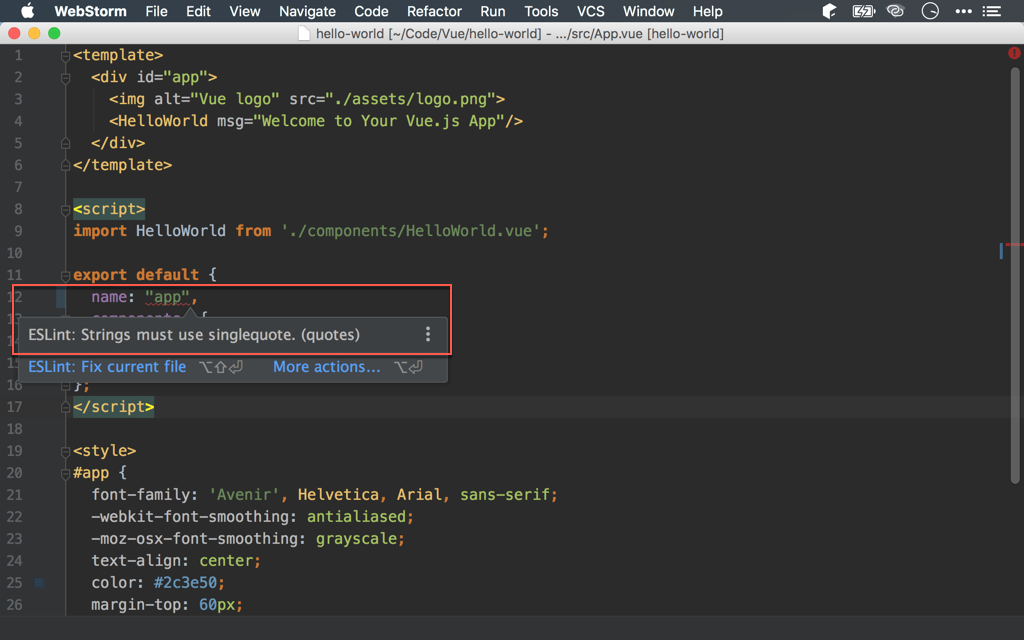 WebStorm File Edit View Navigate Code Refactor Run Tools VCS Window Help
hello-world [~/Code/Vue/hello-world] - .../src/App.vue [hello-world]
1 <template>
2 <div id="app">
3 <img alt="Vue logo" src="./assets/logo.png">
4 <HelloWorld msg="Welcome to Your Vue.js App"/>
5 </div>
6 </template>
7
8 <script>
9 import HelloWorld from './components/HelloWorld.vue';
10
11 export default {
12 name: "app",
13 {
ESLint: Strings must use singlequote. (quotes)
ESLint: Fix current file ⌥⇧⏎ More actions... ⌥⏎
16 };
17 </script>
18
19 <style>
20 #app {
21 font-family: 'Avenir', Helvetica, Arial, sans-serif;
22 -webkit-font-smoothing: antialiased;
23 -moz-osx-font-smoothing: grayscale;
24 text-align: center;
25 color: #2c3e50;
26 margin-top: 60px;